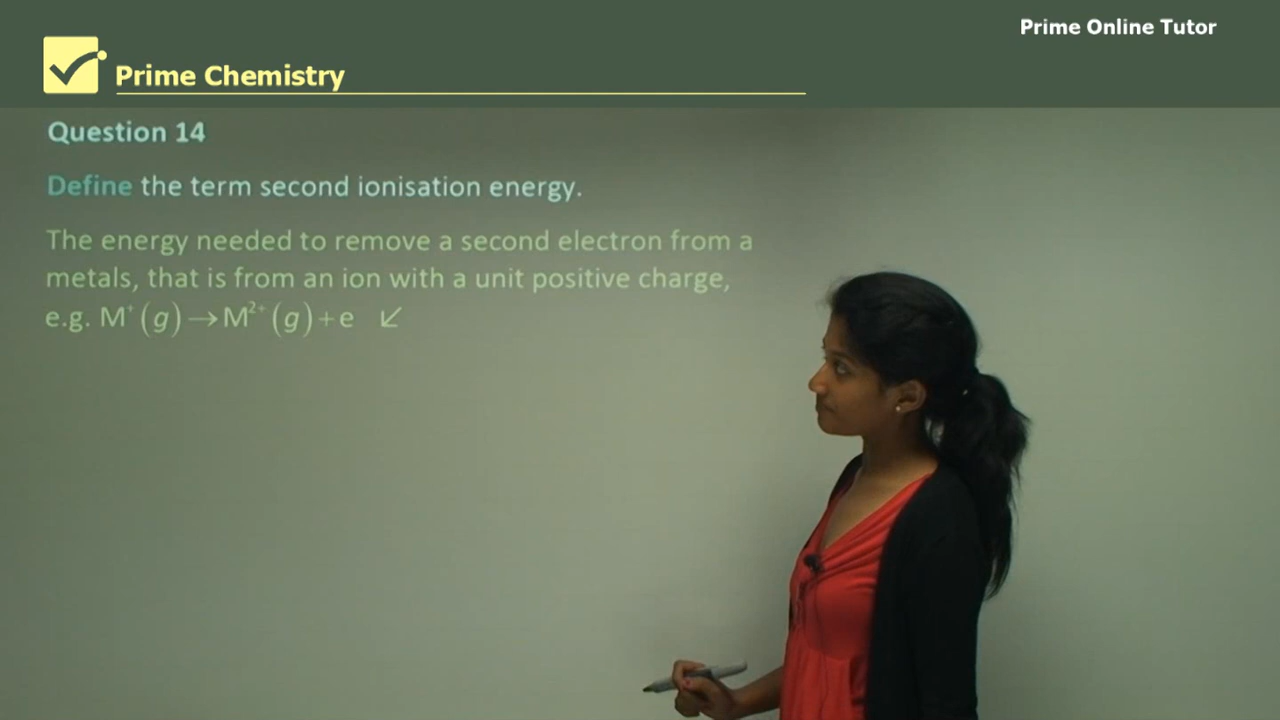 Prime Online Tutor
Prime Chemistry
Question 14
Define the term second ionisation energy.
The energy needed to remove a second electron from a
metals, that is from an ion with a unit positive charge,
e.g. M⁺(g)→M²⁺(g)+e ↙